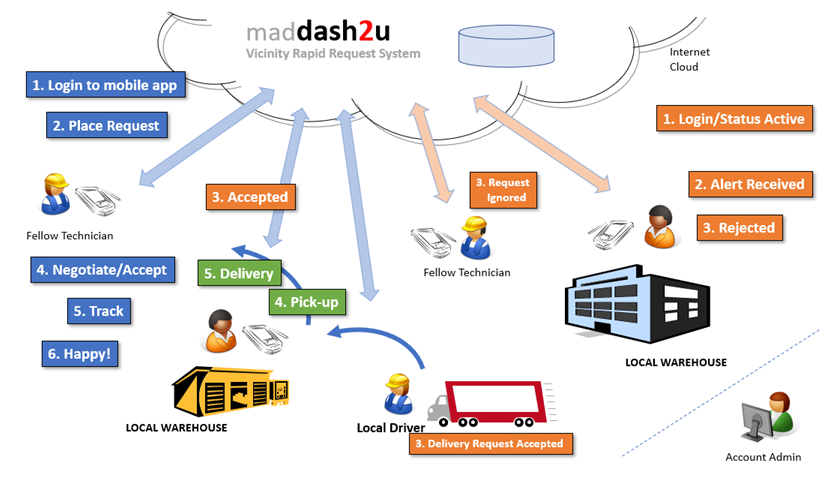 maddash2u
Vicinity Rapid Request System
Internet
Cloud
1. Login to mobile app
2. Place Request
1. Login/Status Active
3. Accepted
3. Request
Ignored
2. Alert Received
3. Rejected
Fellow Technician
Fellow Technician
4. Negotiate/Accept
5. Delivery
4. Pick-up
5. Track
6. Happy!
LOCAL WAREHOUSE
LOCAL WAREHOUSE
Local Driver
3. Delivery Request Accepted
Account Admin